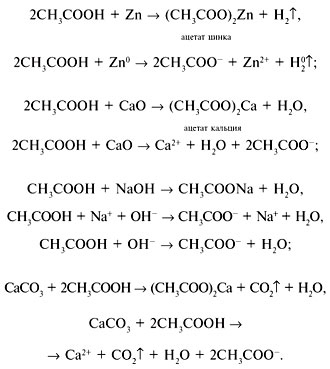 2CH₃COOH + Zn → (CH₃COO)₂Zn + H₂↑,
ацетат цинка
2CH₃COOH + Zn⁰ → 2CH₃COO⁻ + Zn²⁺ + H₂⁰↑;
2CH₃COOH + CaO → (CH₃COO)₂Ca + H₂O,
ацетат кальция
2CH₃COOH + CaO → Ca²⁺ + H₂O + 2CH₃COO⁻;
CH₃COOH + NaOH → CH₃COONa + H₂O,
CH₃COOH + Na⁺ + OH⁻ → CH₃COO⁻ + Na⁺ + H₂O,
CH₃COOH + OH⁻ → CH₃COO⁻ + H₂O;
CaCO₃ + 2CH₃COOH → (CH₃COO)₂Ca + CO₂↑ + H₂O,
CaCO₃ + 2CH₃COOH →
→ Ca²⁺ + CO₂↑ + H₂O + 2CH₃COO⁻.